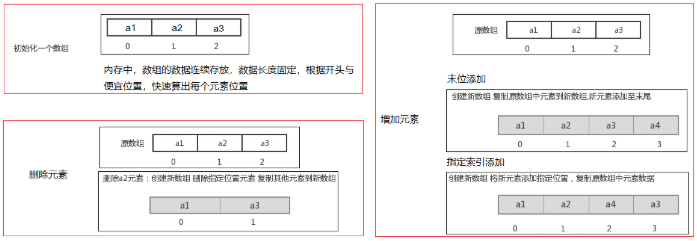 初始化一个数组
a1 a2 a3
0 1 2
内存中，数组的数据连续存放，数据长度固定，根据开头与
便宜位置，快速算出每个元素位置
删除元素
原数组
a1 a2 a3
0 1 2
删除a2元素：创建新数组 删除指定位置元素 复制其他元素到新数组
a1 a3
0 1
增加元素
原数组
a1 a2 a3
0 1 2
末位添加
创建新数组 复制原数组中元素到新数组,新元素添加至末尾
a1 a2 a3 a4
0 1 2 3
指定索引添加
创建新数组 将新元素添加指定位置，复制原数组中元素数据
a1 a2 a4 a3
0 1 2 3